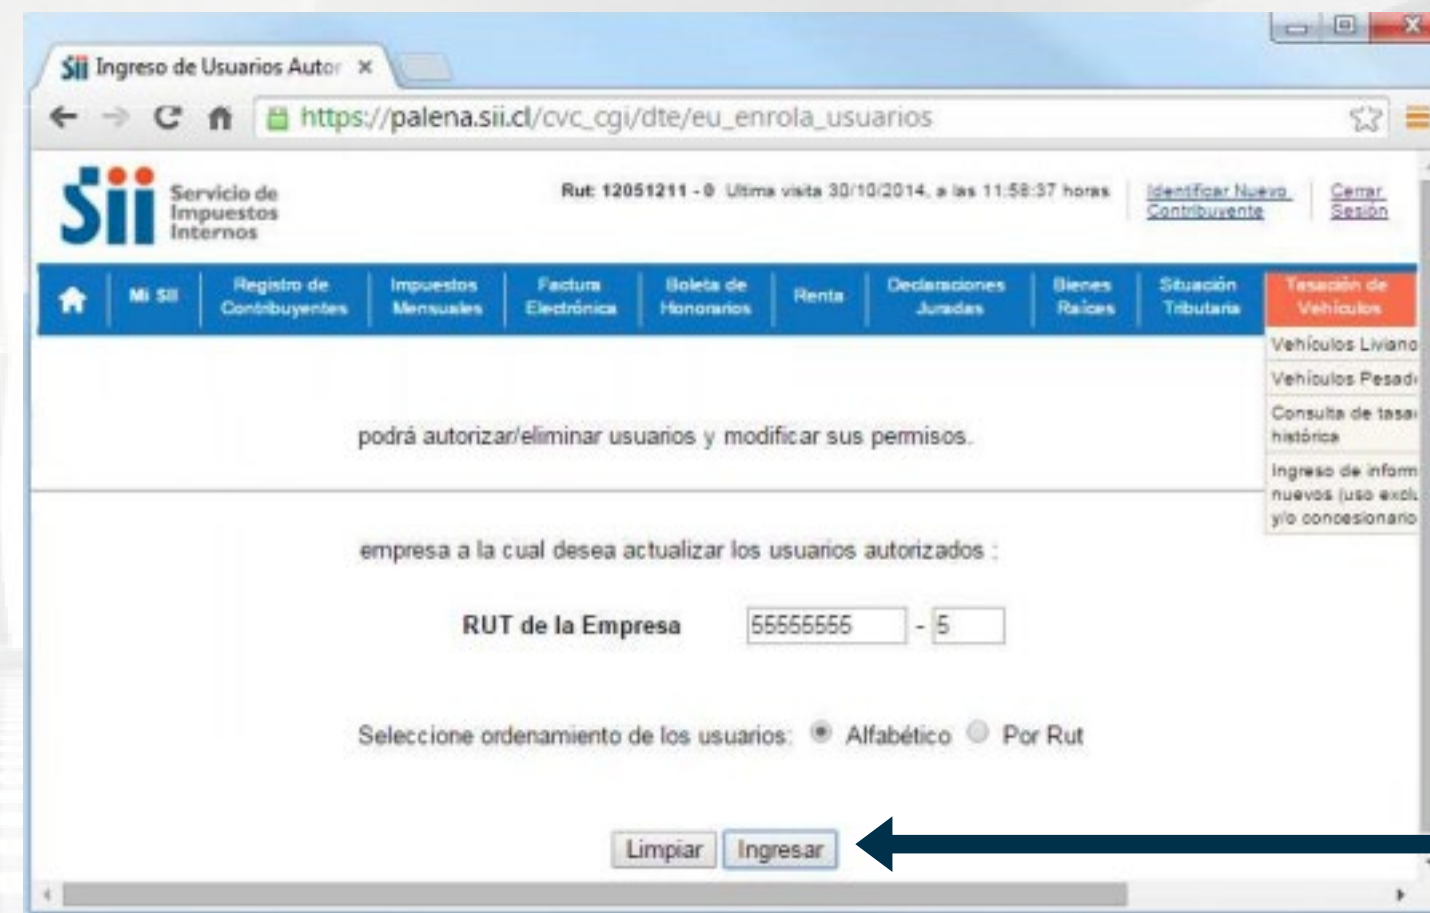 Sii Ingreso de Usuarios Autor
https://palena.sii.cl/cvc_cgi/dte/eu_enrola_usuarios
Sii Servicio de
Impuestos
Internos
Rut: 12051211 - 0 Ultima visita 30/10/2014, a las 11:58:37 horas
Identificar Nuevo
Contribuyente
Cerrar
Sesión
Mi SII
Registro de
Contribuyentes
Impuestos
Mensuales
Factura
Electrónica
Boleta de
Honorarios
Renta
Declaraciones
Juradas
Bienes
Raíces
Situación
Tributaria
Tasación de
Vehículos
Vehículos Liviano
Vehículos Pesad
Consulta de tasa
histórica
Ingreso de inform
nuevos (uso exclu
y/o concesionario
podrá autorizar/eliminar usuarios y modificar sus permisos.
empresa a la cual desea actualizar los usuarios autorizados :
RUT de la Empresa 55555555 - 5
Seleccione ordenamiento de los usuarios: Alfabético Por Rut
Limpiar Ingresar